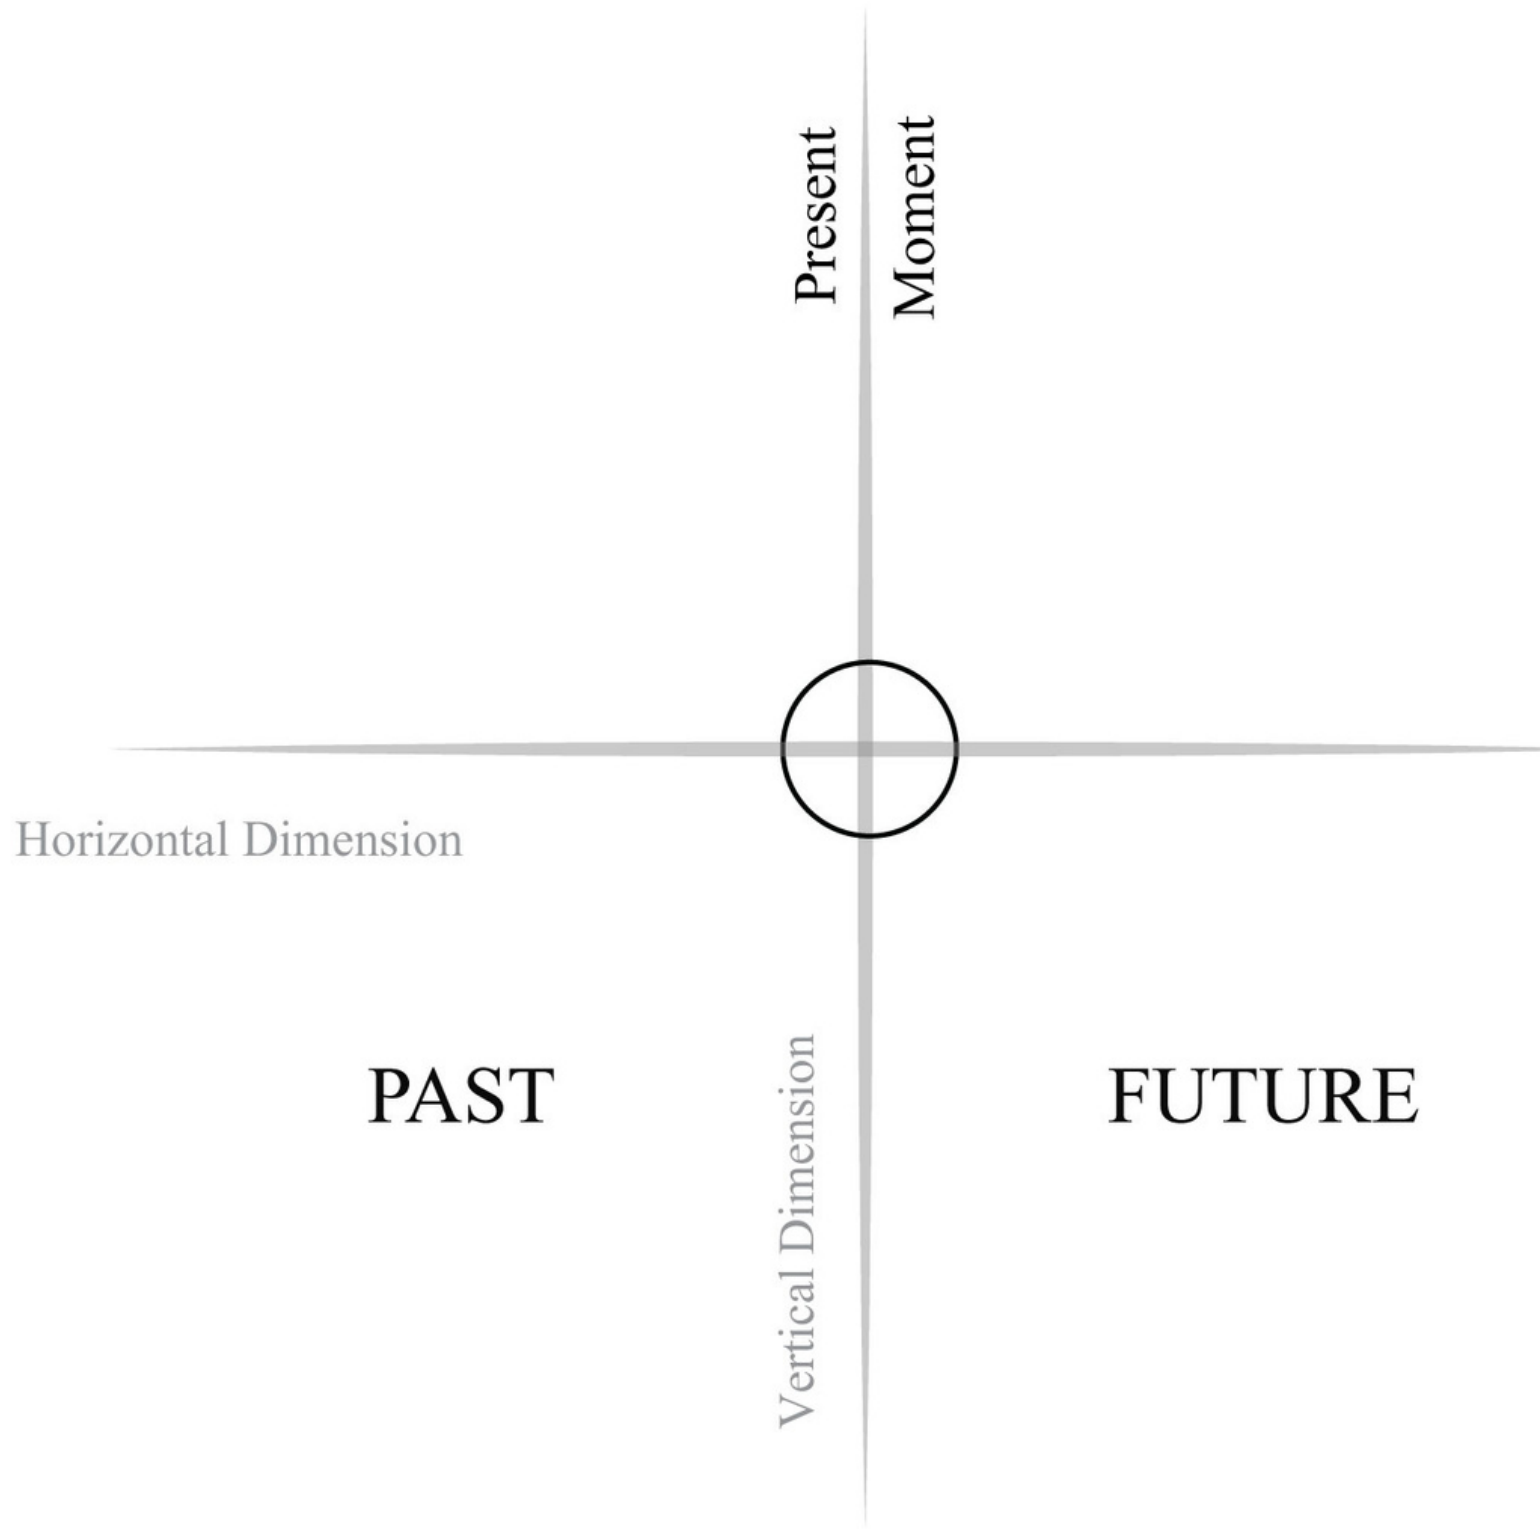 Present
Moment
Horizontal Dimension
PAST
FUTURE
Vertical Dimension